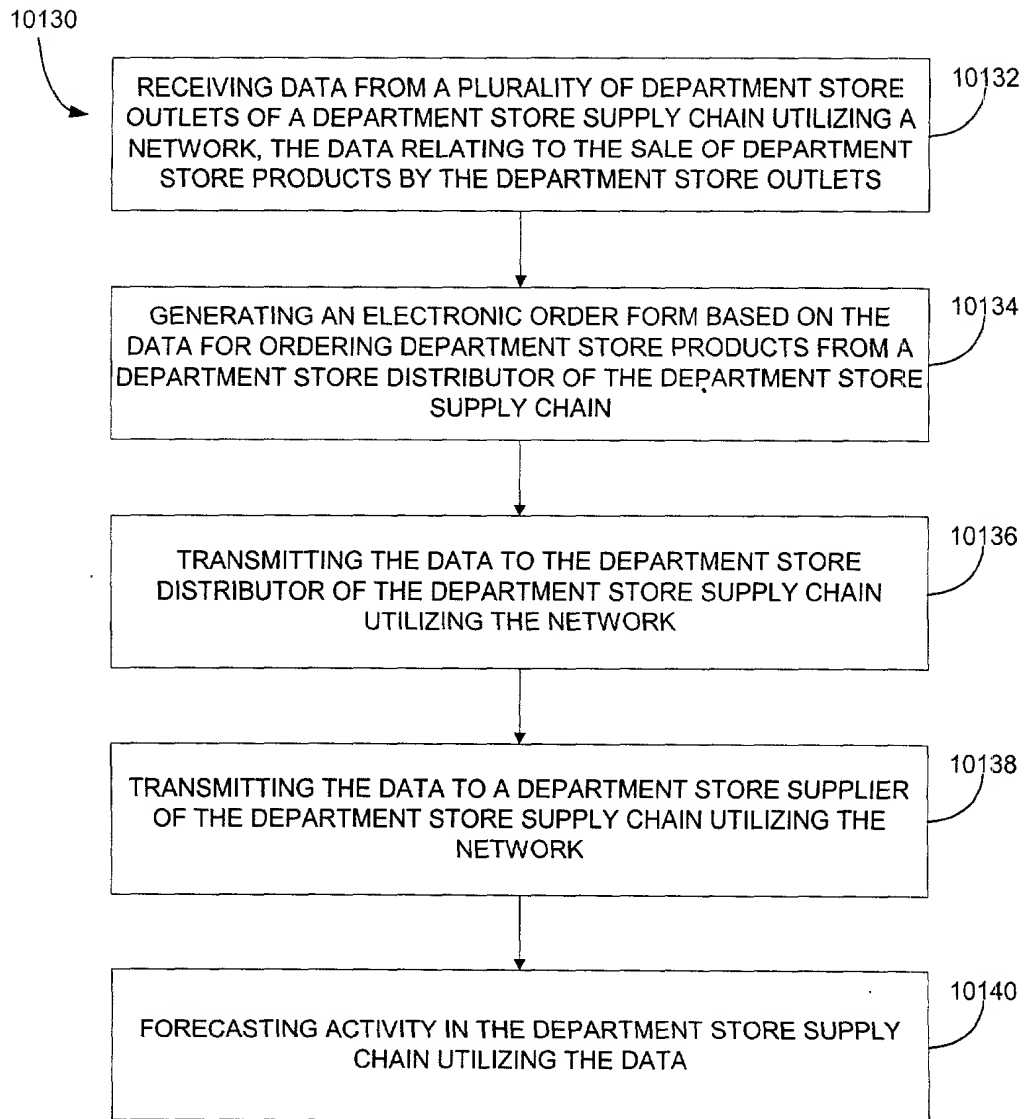 10130
RECEIVING DATA FROM A PLURALITY OF DEPARTMENT STORE
OUTLETS OF A DEPARTMENT STORE SUPPLY CHAIN UTILIZING A
NETWORK, THE DATA RELATING TO THE SALE OF DEPARTMENT
STORE PRODUCTS BY THE DEPARTMENT STORE OUTLETS
10132
GENERATING AN ELECTRONIC ORDER FORM BASED ON THE
DATA FOR ORDERING DEPARTMENT STORE PRODUCTS FROM A
DEPARTMENT STORE DISTRIBUTOR OF THE DEPARTMENT STORE
SUPPLY CHAIN
10134
TRANSMITTING THE DATA TO THE DEPARTMENT STORE
DISTRIBUTOR OF THE DEPARTMENT STORE SUPPLY CHAIN
UTILIZING THE NETWORK
10136
TRANSMITTING THE DATA TO A DEPARTMENT STORE SUPPLIER
OF THE DEPARTMENT STORE SUPPLY CHAIN UTILIZING THE
NETWORK
10138
FORECASTING ACTIVITY IN THE DEPARTMENT STORE SUPPLY
CHAIN UTILIZING THE DATA
10140